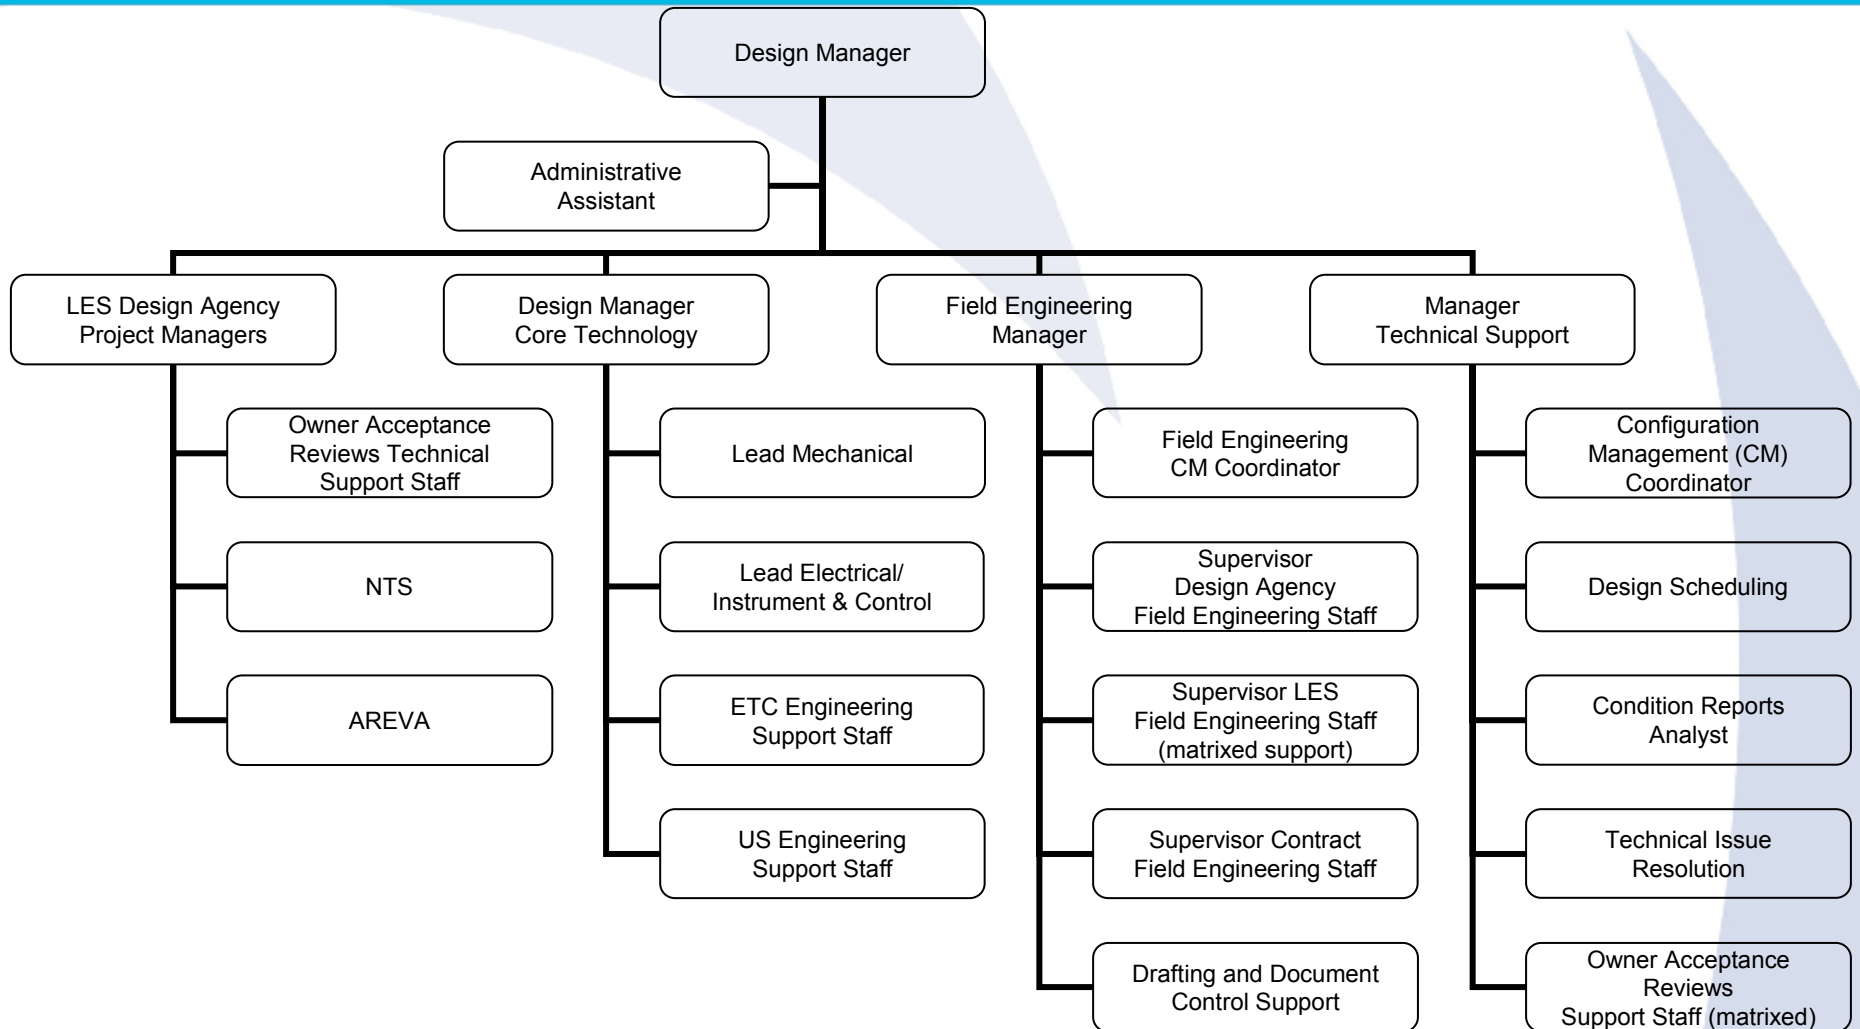 Design Manager
Administrative
Assistant
LES Design Agency
Project Managers
Design Manager
Core Technology
Field Engineering
Manager
Manager
Technical Support
Owner Acceptance
Reviews Technical
Support Staff
NTS
AREVA
Lead Mechanical
Lead Electrical/
Instrument & Control
ETC Engineering
Support Staff
US Engineering
Support Staff
Field Engineering
CM Coordinator
Supervisor
Design Agency
Field Engineering Staff
Supervisor LES
Field Engineering Staff
(matrixed support)
Supervisor Contract
Field Engineering Staff
Drafting and Document
Control Support
Configuration
Management (CM)
Coordinator
Design Scheduling
Condition Reports
Analyst
Technical Issue
Resolution
Owner Acceptance
Reviews
Support Staff (matrixed)